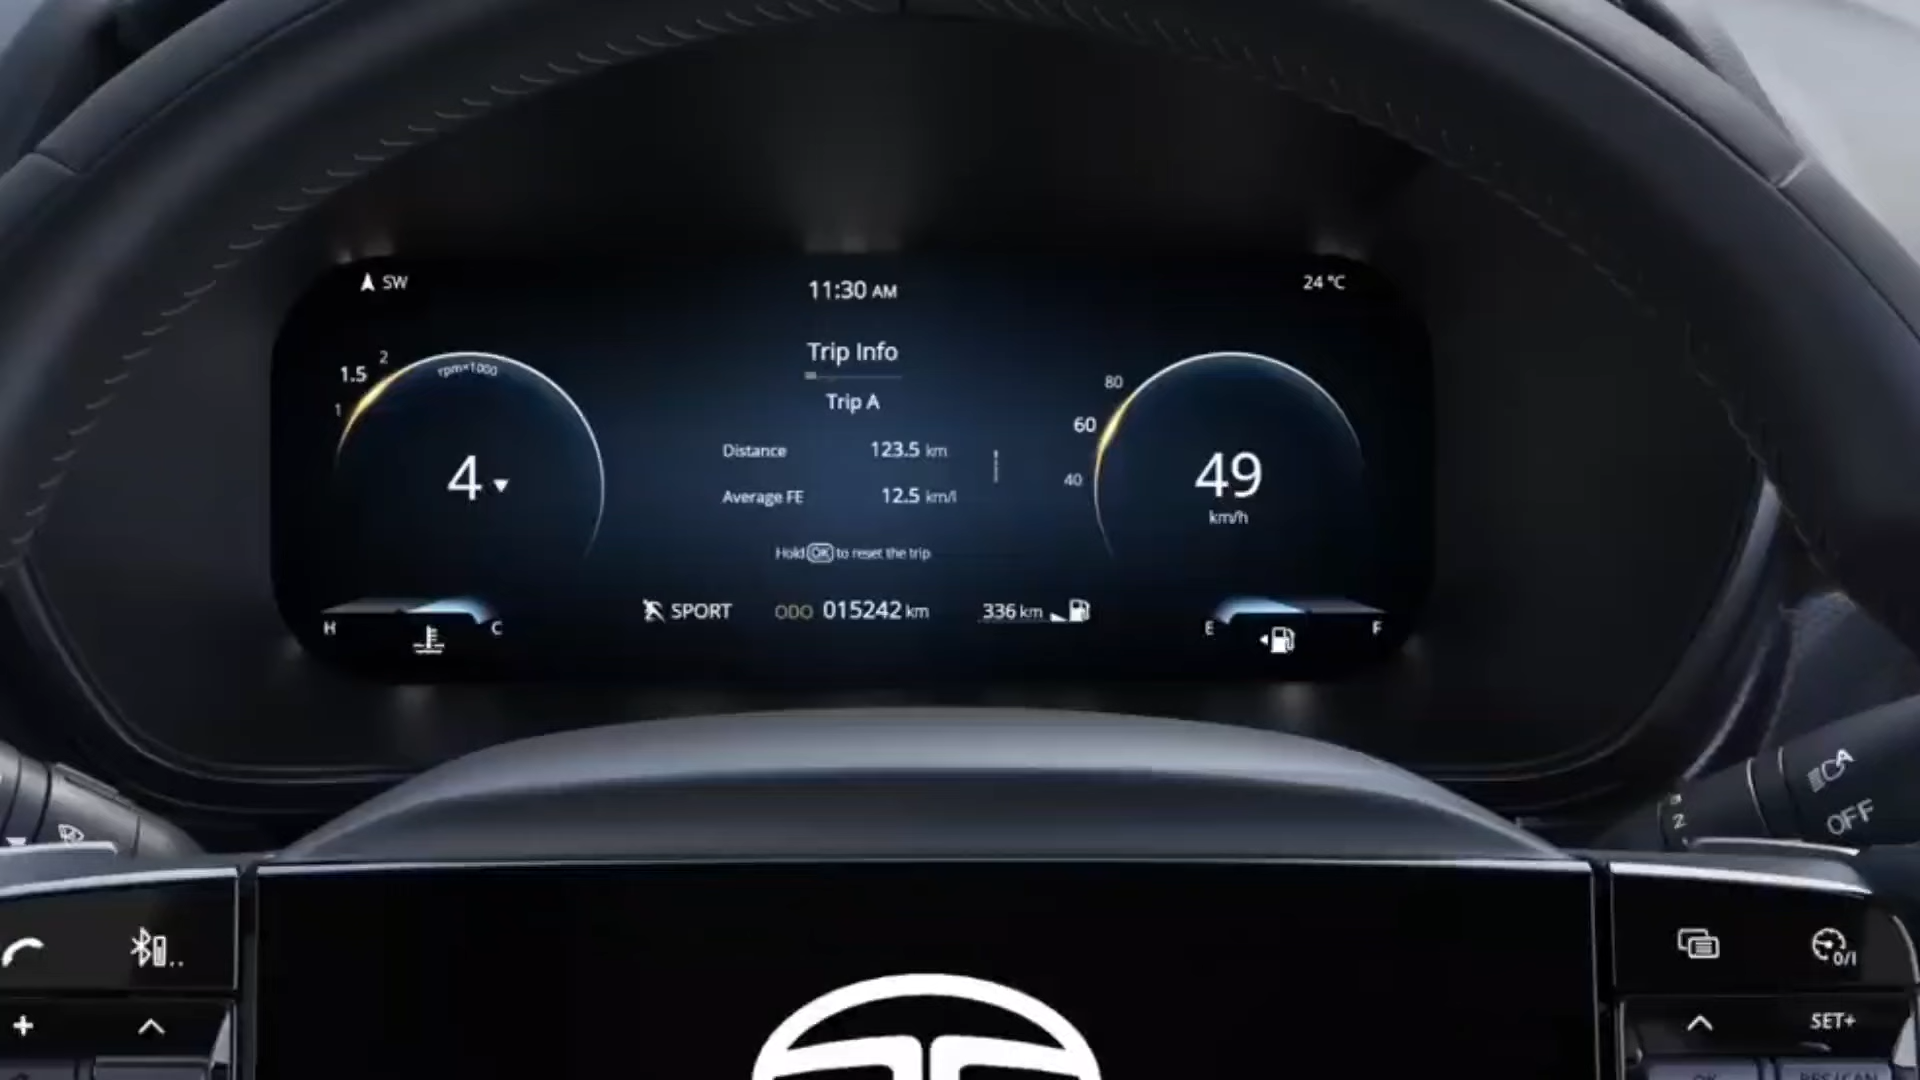 SW
11:30 AM
24 °C
Trip Info
Trip A
Distance 123.5 km
Average FE 12.5 km/l
Hold OK to reset the trip
2
1.5
1
rpm×1000
4
80
60
40
49
km/h
SPORT
ODO 015242 km
336 km
H
C
E
F
2
OFF
0/I
+
SET+